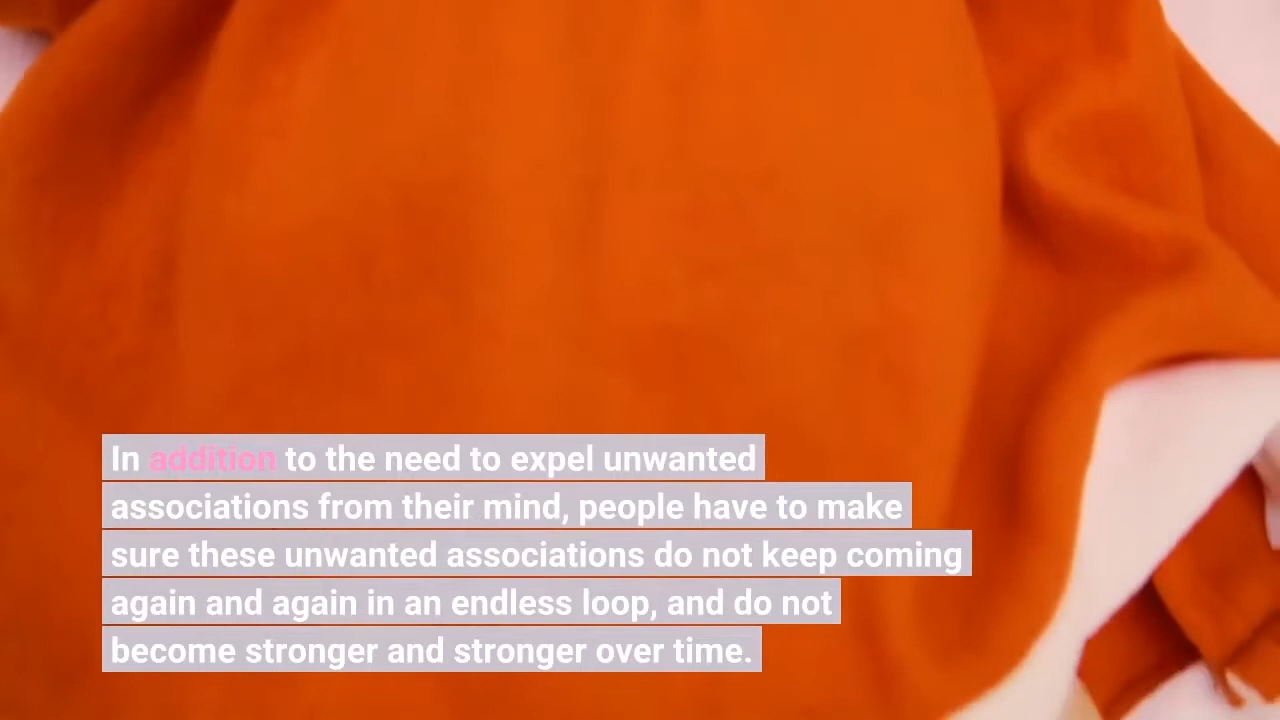 In addition to the need to expel unwanted
associations from their mind, people have to make
sure these unwanted associations do not keep coming
again and again in an endless loop, and do not
become stronger and stronger over time.